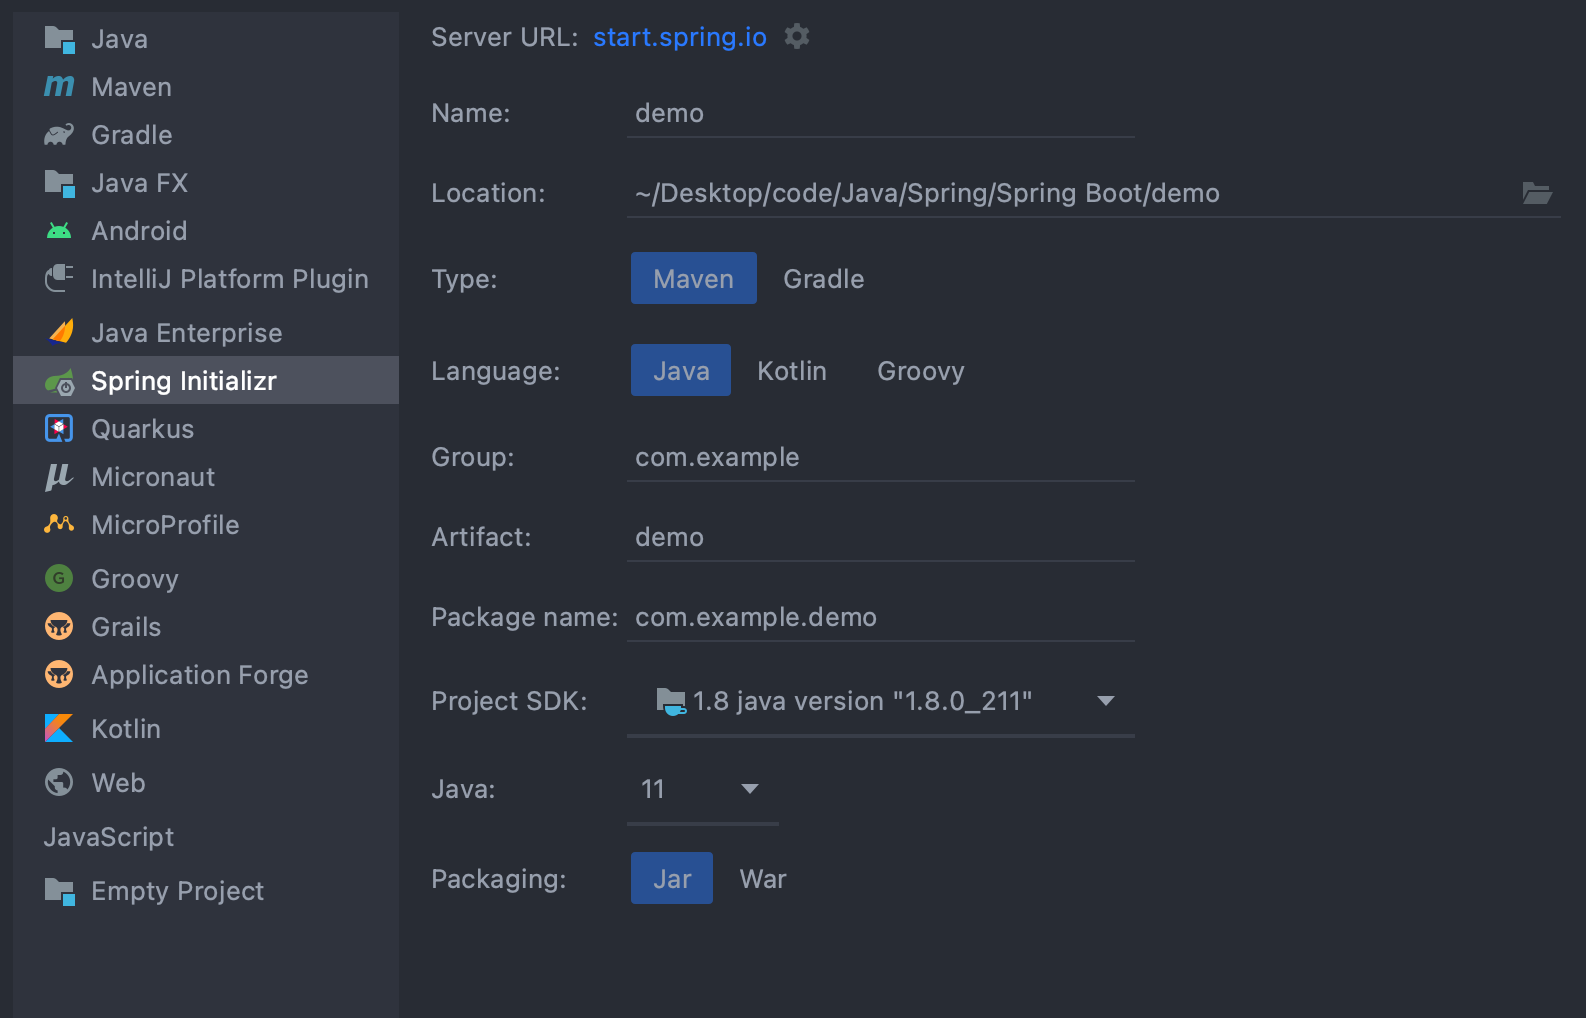 Java
Maven
Gradle
Java FX
Android
IntelliJ Platform Plugin
Java Enterprise
Spring Initializr
Quarkus
Micronaut
MicroProfile
Groovy
Grails
Application Forge
Kotlin
Web
JavaScript
Empty Project
Server URL: start.spring.io
Name: demo
Location: ~/Desktop/code/Java/Spring/Spring Boot/demo
Type: Maven Gradle
Language: Java Kotlin Groovy
Group: com.example
Artifact: demo
Package name: com.example.demo
Project SDK: 1.8 java version "1.8.0_211"
Java: 11
Packaging: Jar War